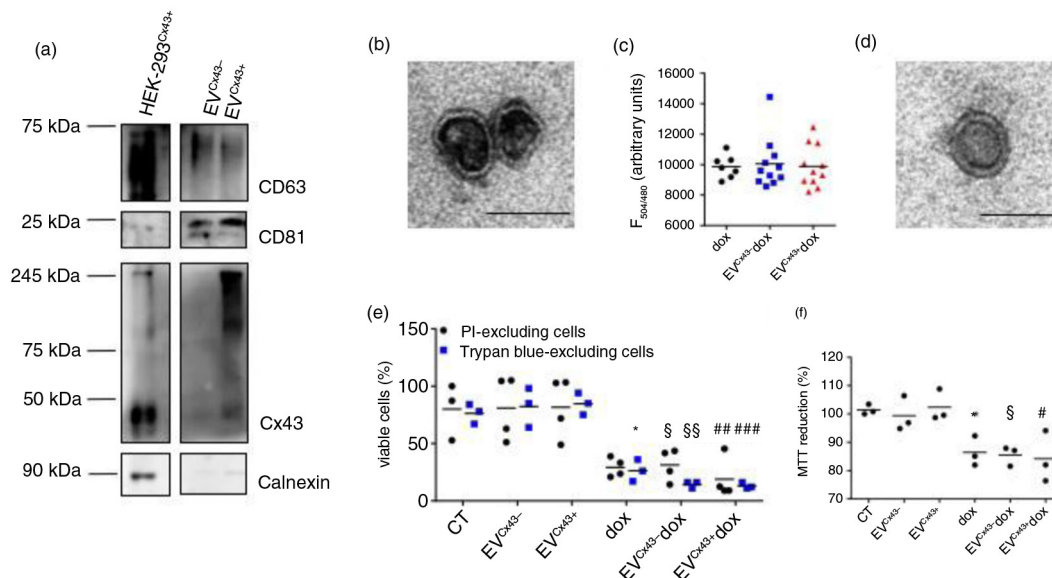 (a)
HEK-293Cx43+
EVCx43–
EVCx43+
75 kDa
CD63
25 kDa
CD81
245 kDa
75 kDa
50 kDa
Cx43
90 kDa
Calnexin
(b)
(c)
F504/480 (arbitrary units)
16000
14000
12000
10000
8000
6000
dox
EVCx43–dox
EVCx43+dox
(d)
(e)
viable cells (%)
150
100
50
0
PI-excluding cells
Trypan blue-excluding cells
* § §§ ## ###
CT
EVCx43–
EVCx43+
dox
EVCx43–dox
EVCx43+dox
(f)
MTT reduction (%)
120
110
100
90
80
70
* § #
CT
EVCx43-
EVCx43+
dox
EVCx43-dox
EVCx43+dox